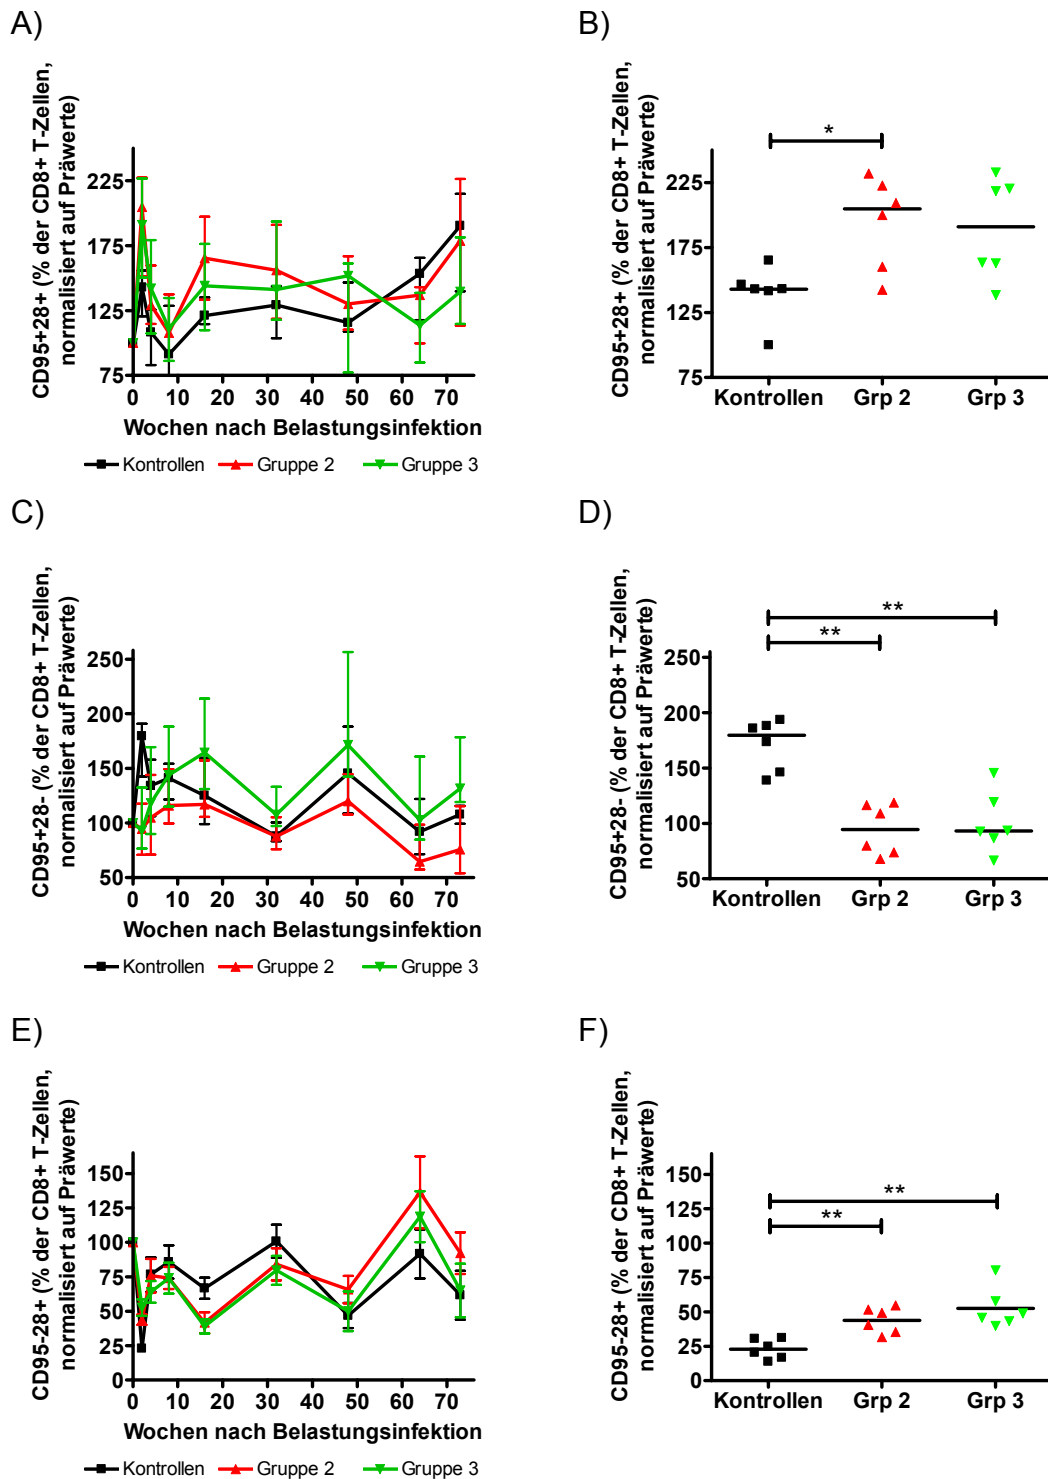 A)
CD95+28+ (% der CD8+ T-Zellen,
normalisiert auf Präwerte)
225
175
125
75
0 10 20 30 40 50 60 70
Wochen nach Belastungsinfektion
Kontrollen Gruppe 2 Gruppe 3
B)
CD95+28+ (% der CD8+ T-Zellen,
normalisiert auf Präwerte)
*
225
175
125
75
Kontrollen Grp 2 Grp 3
C)
CD95+28- (% der CD8+ T-Zellen,
normalisiert auf Präwerte)
250
200
150
100
50
0 10 20 30 40 50 60 70
Wochen nach Belastungsinfektion
Kontrollen Gruppe 2 Gruppe 3
D)
CD95+28- (% der CD8+ T-Zellen,
normalisiert auf Präwerte)
**
**
250
200
150
100
50
Kontrollen Grp 2 Grp 3
E)
CD95-28+ (% der CD8+ T-Zellen,
normalisiert auf Präwerte)
150
125
100
75
50
25
0
0 10 20 30 40 50 60 70
Wochen nach Belastungsinfektion
Kontrollen Gruppe 2 Gruppe 3
F)
CD95-28+ (% der CD8+ T-Zellen,
normalisiert auf Präwerte)
**
**
150
125
100
75
50
25
0
Kontrollen Grp 2 Grp 3